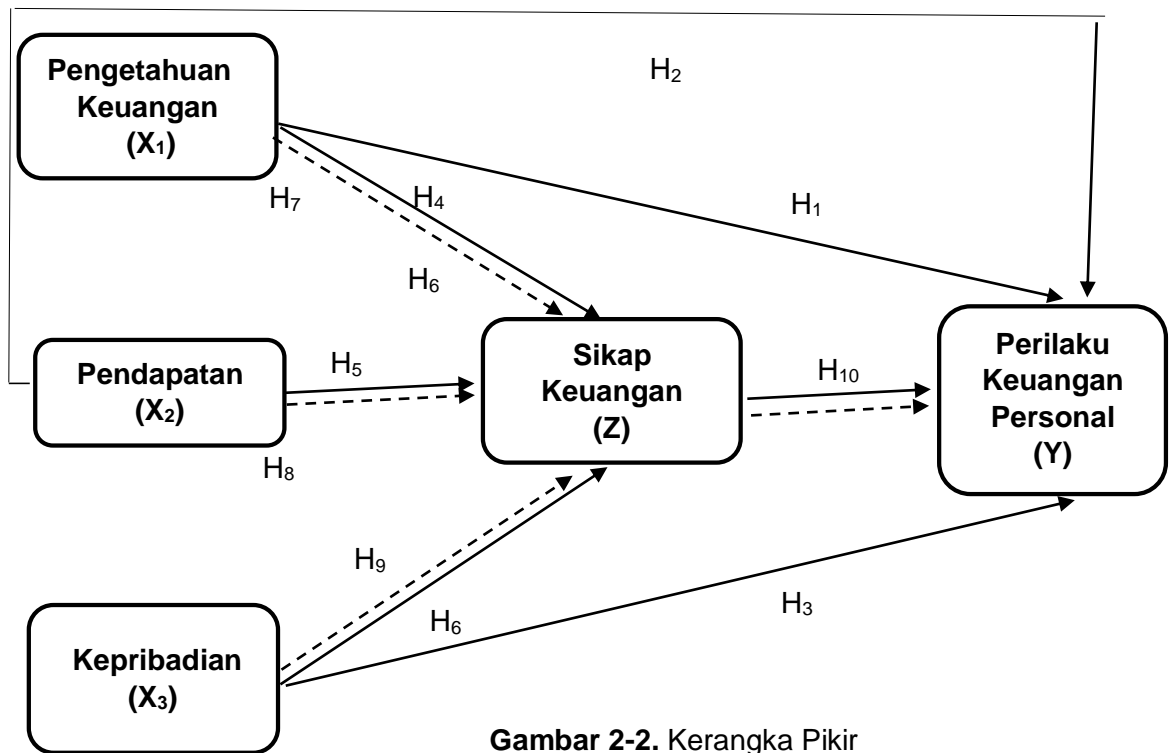 Pengetahuan
Keuangan
(X₁)
H₂
H₇
H₄
H₁
H₆
Pendapatan
(X₂)
H₅
H₈
Sikap
Keuangan
(Z)
H₁₀
Perilaku
Keuangan
Personal
(Y)
H₉
H₆
H₃
Kepribadian
(X₃)
Gambar 2-2. Kerangka Pikir